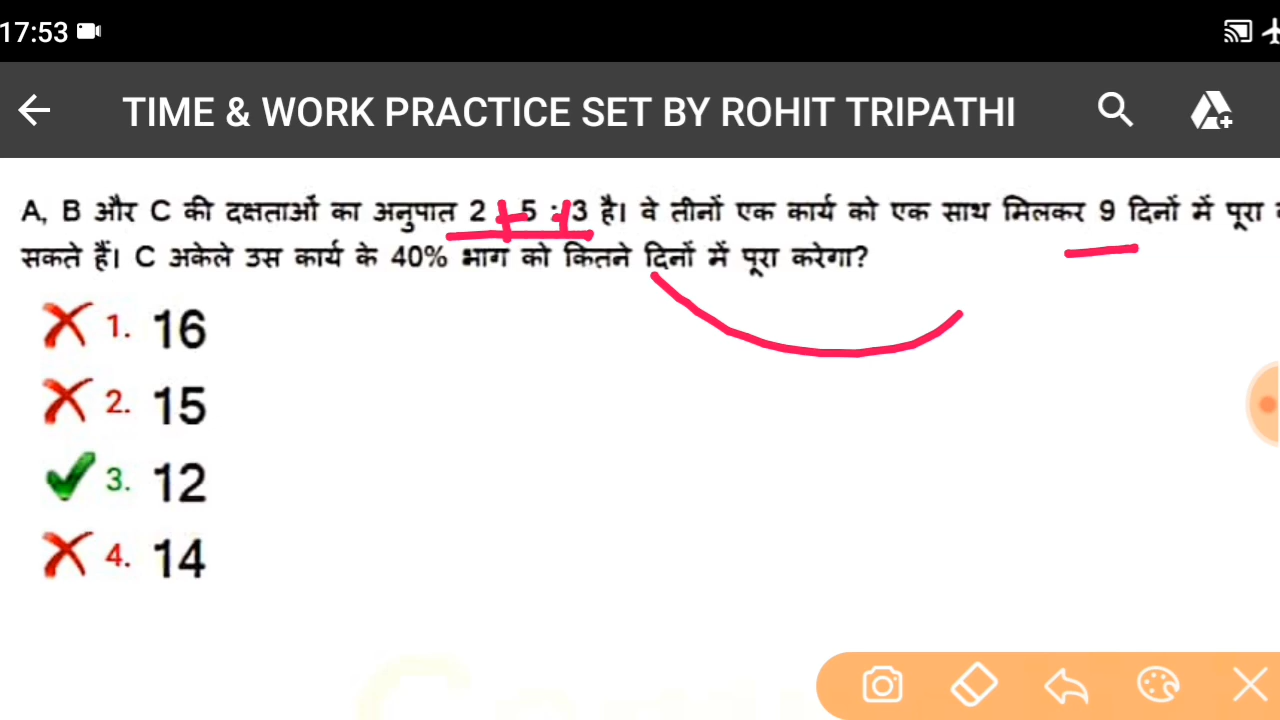 17:53
TIME & WORK PRACTICE SET BY ROHIT TRIPATHI
A, B और C की दक्षताओं का अनुपात 2 : 5 : 3 है। वे तीनों एक कार्य को एक साथ मिलकर 9 दिनों में पूरा
सकते हैं। C अकेले उस कार्य के 40% भाग को कितने दिनों में पूरा करेगा?
1. 16
2. 15
3. 12
4. 14